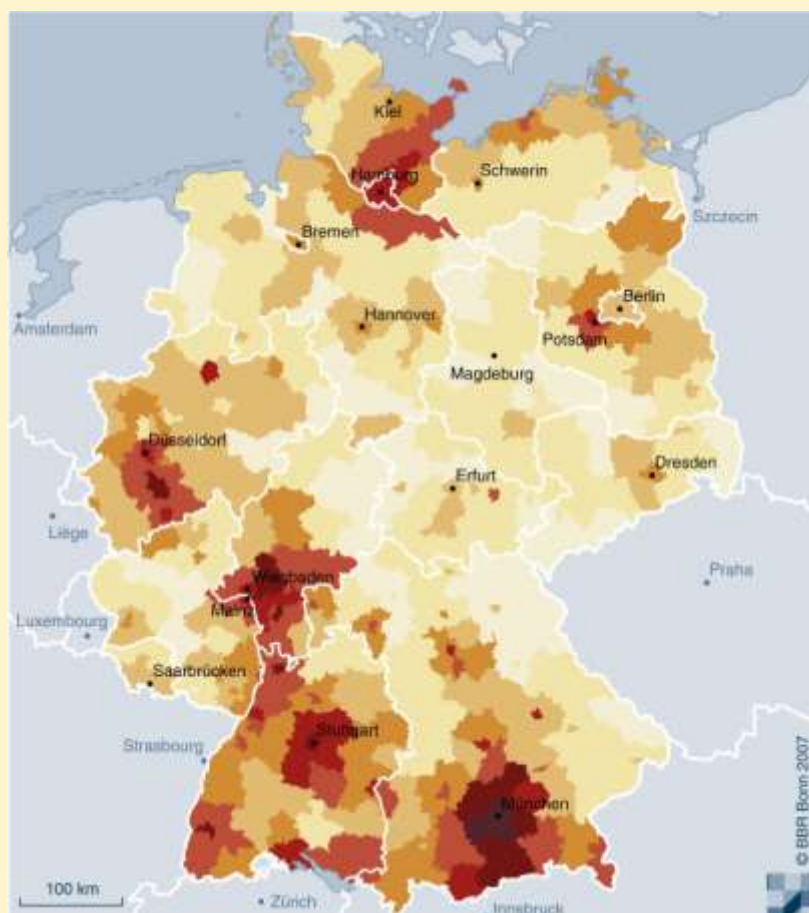 Kiel
Hamburg
Schwerin
Szczecin
Bremen
Berlin
Amsterdam
Hannover
Potsdam
Magdeburg
Düsseldorf
Dresden
Erfurt
Liège
Praha
Wiesbaden
Mainz
Luxembourg
Saarbrücken
Stuttgart
Strasbourg
München
© BBR Bonn 2007
100 km
Zürich
Innsbruck